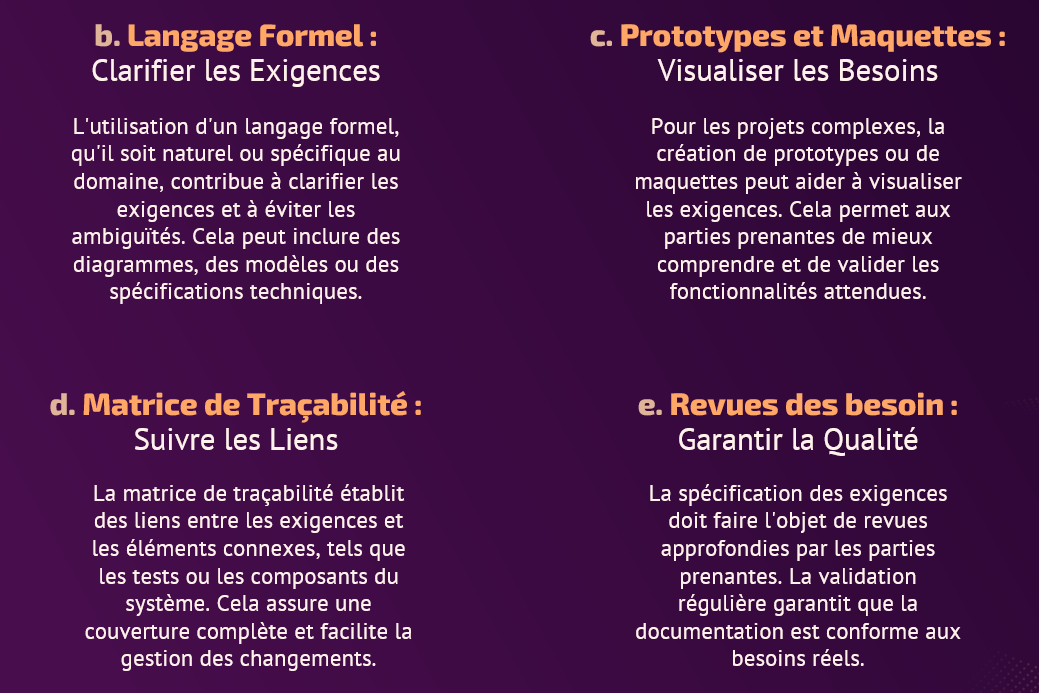 b. Langage Formel :
Clarifier les Exigences
L'utilisation d'un langage formel,
qu'il soit naturel ou spécifique au
domaine, contribue à clarifier les
exigences et à éviter les
ambiguïtés. Cela peut inclure des
diagrammes, des modèles ou des
spécifications techniques.
c. Prototypes et Maquettes :
Visualiser les Besoins
Pour les projets complexes, la
création de prototypes ou de
maquettes peut aider à visualiser
les exigences. Cela permet aux
parties prenantes de mieux
comprendre et de valider les
fonctionnalités attendues.
d. Matrice de Traçabilité :
Suivre les Liens
La matrice de traçabilité établit
des liens entre les exigences et
les éléments connexes, tels que
les tests ou les composants du
système. Cela assure une
couverture complète et facilite la
gestion des changements.
e. Revues des besoin :
Garantir la Qualité
La spécification des exigences
doit faire l'objet de revues
approfondies par les parties
prenantes. La validation
régulière garantit que la
documentation est conforme aux
besoins réels.